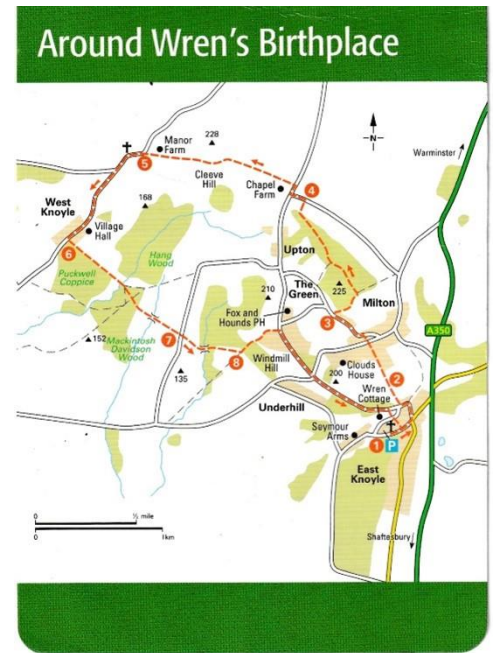 Around Wren's Birthplace
Manor
Farm
228
-N-
Warminster
5
Cleeve
Hill
Chapel
Farm
4
West
Knoyle
168
Village
Hall
6
Hang
Wood
Upton
Puckwell
Coppice
210
The
Green
225
Milton
Fox and
Hounds PH
3
A350
152
Mackintosh
Davidson
Wood
7
8
Windmill
Hill
Clouds
House
200
2
135
Wren
Cottage
Underhill
Seymour
Arms
1
P
East
Knoyle
0
½ mile
0
1km
Shaftesbury